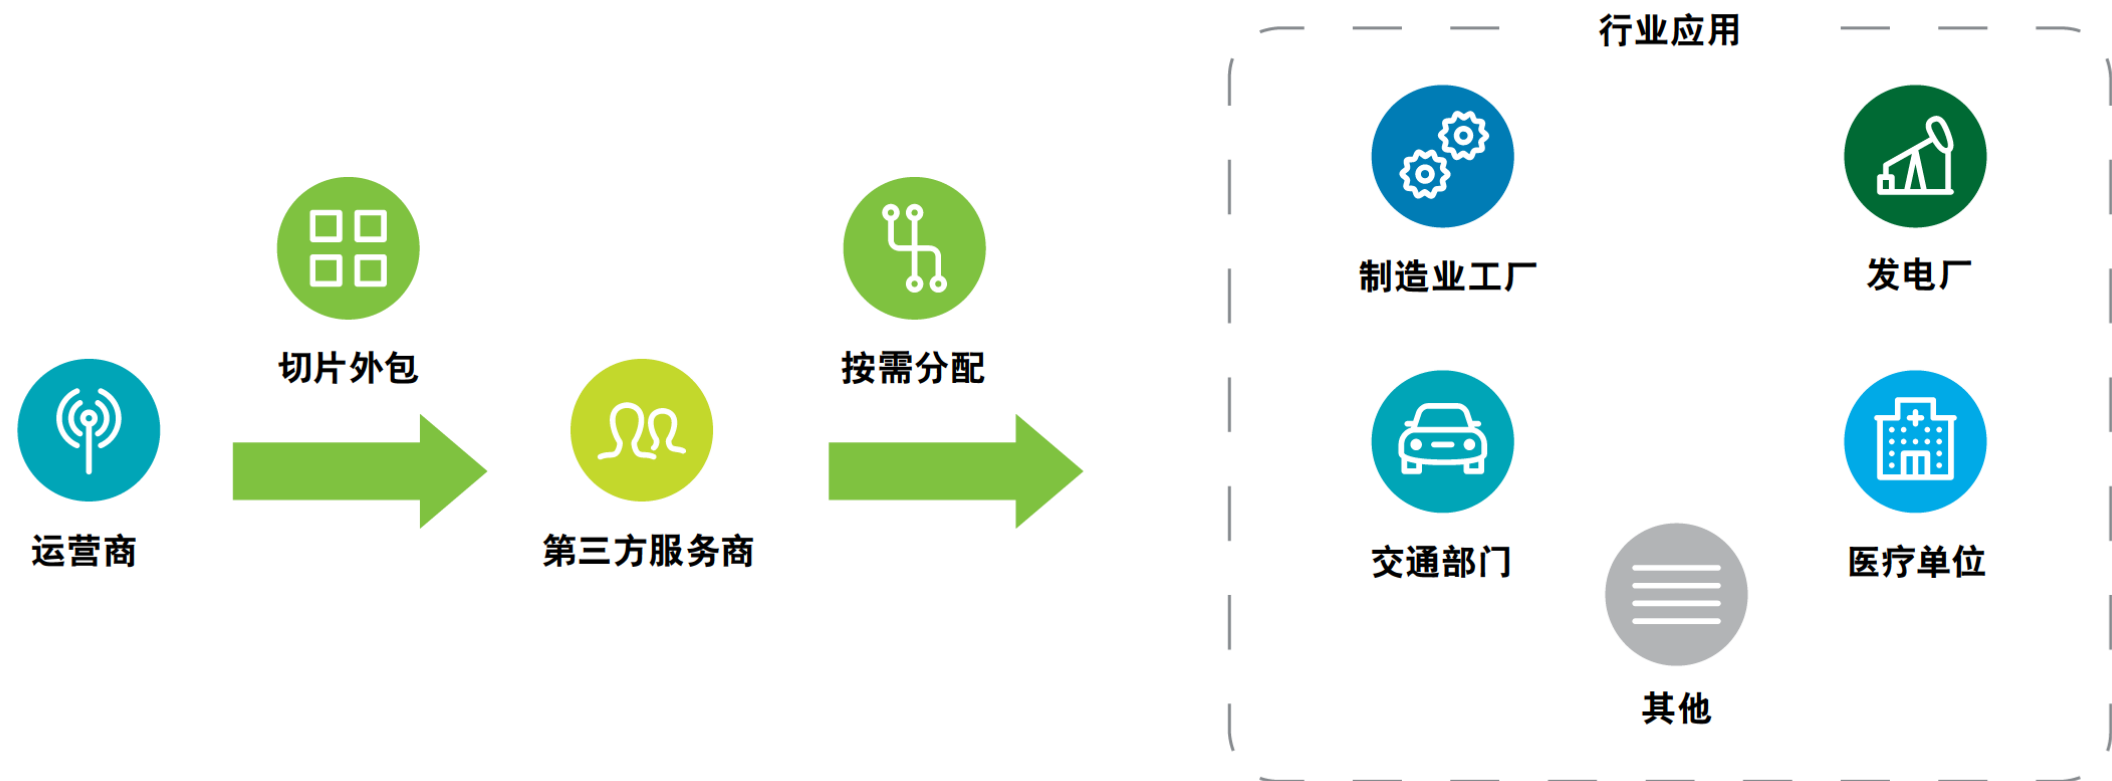 行业应用
制造业工厂
发电厂
切片外包
按需分配
运营商
第三方服务商
交通部门
医疗单位
其他